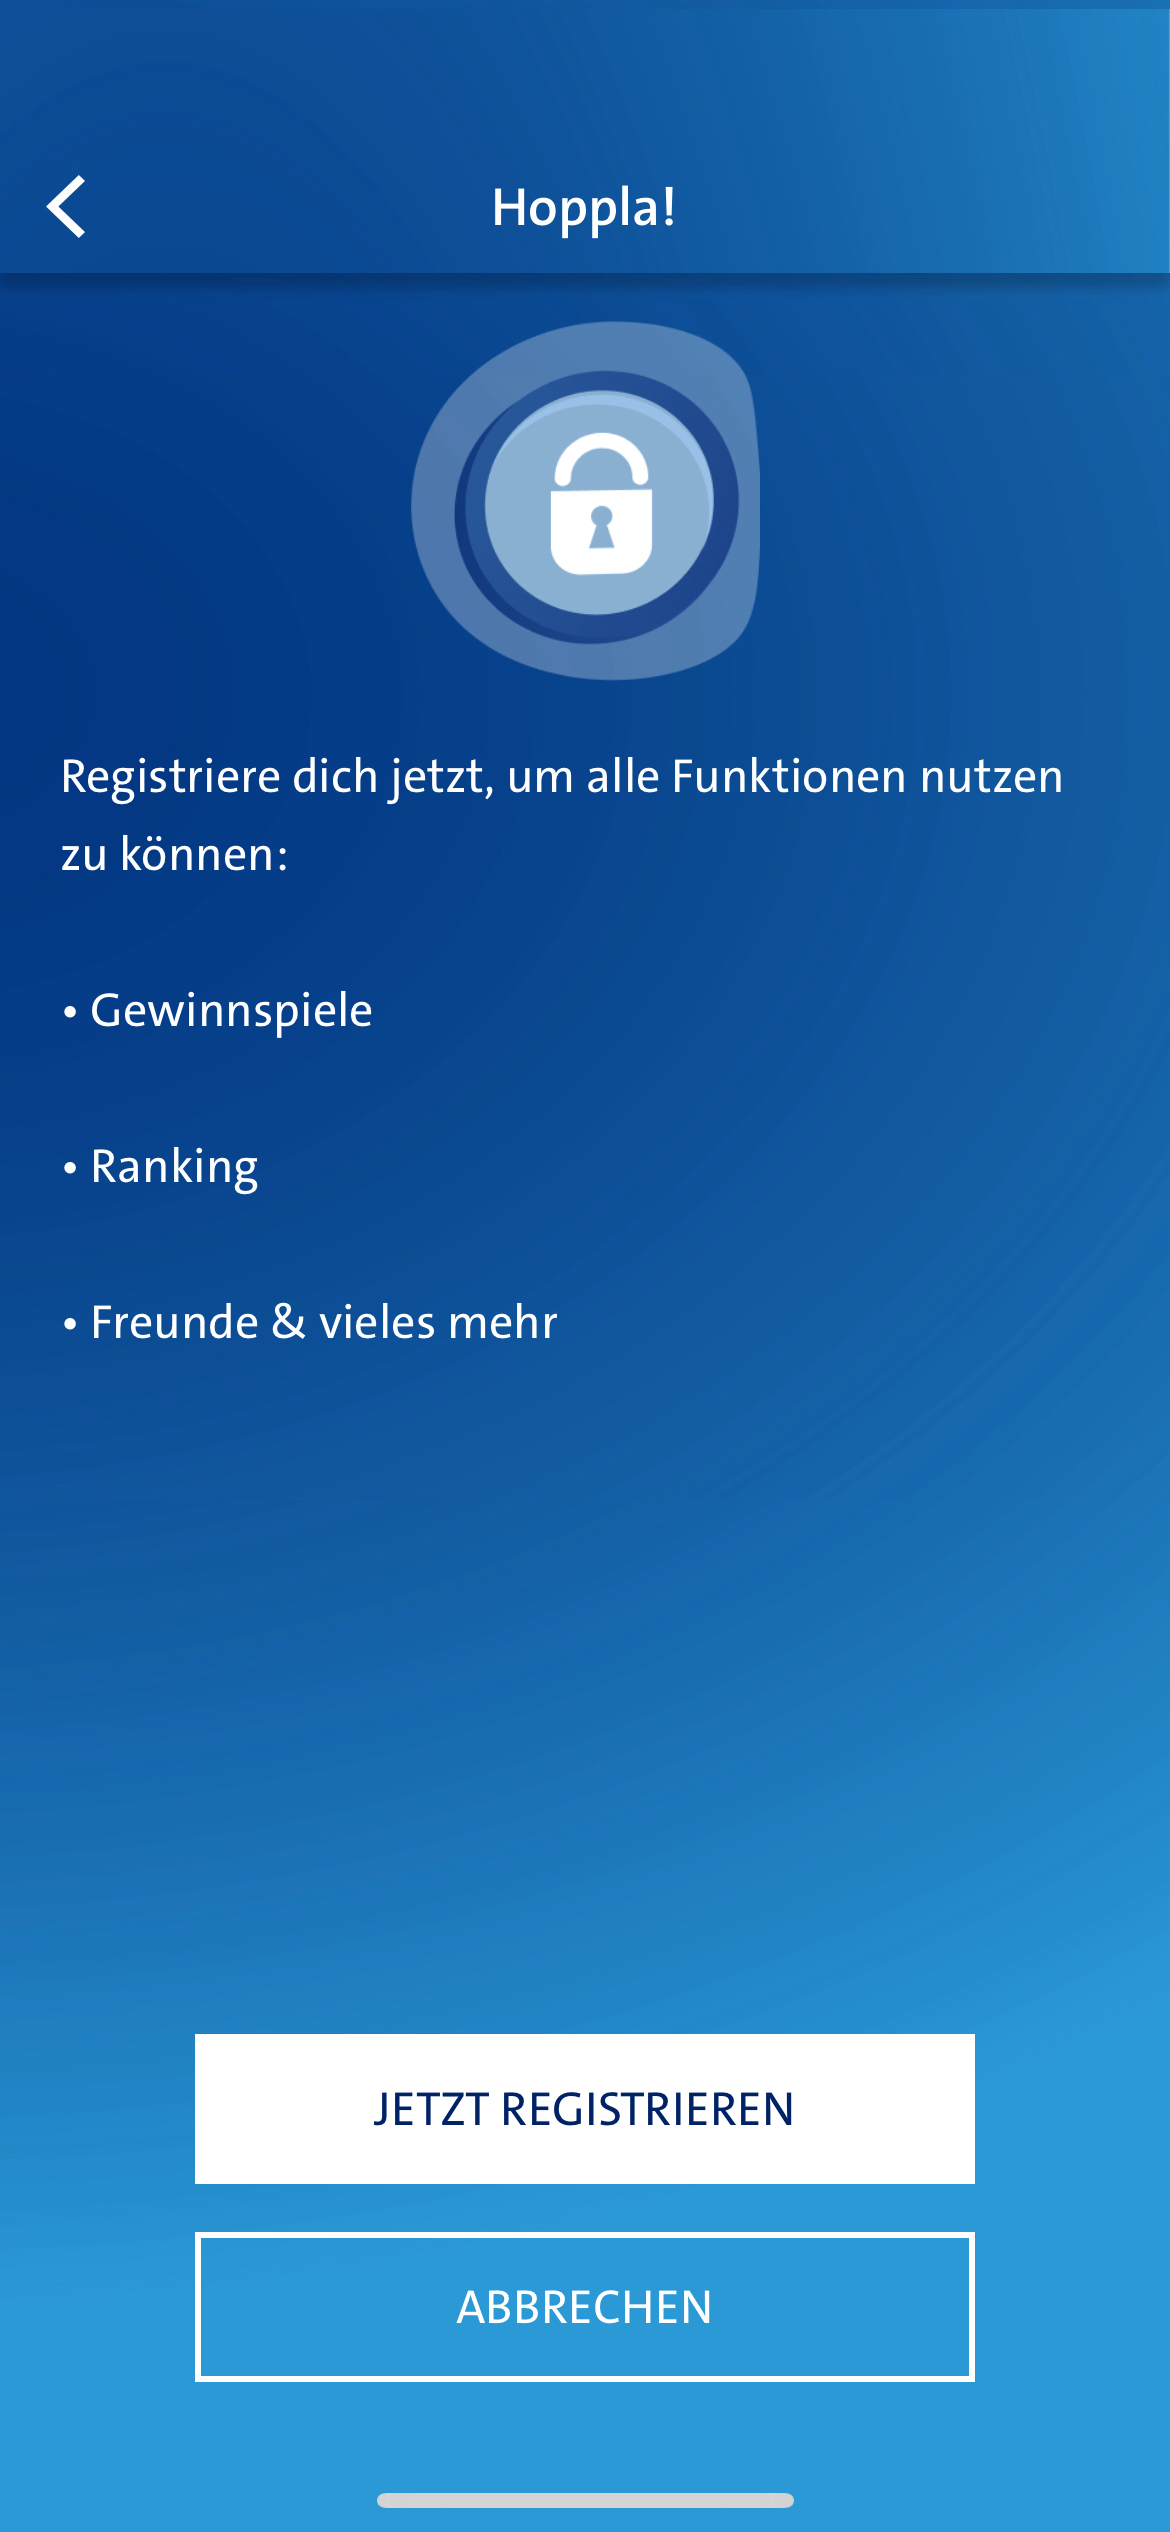 Hoppla!
Registriere dich jetzt, um alle Funktionen nutzen
zu können:
• Gewinnspiele
• Ranking
• Freunde & vieles mehr
JETZT REGISTRIEREN
ABBRECHEN